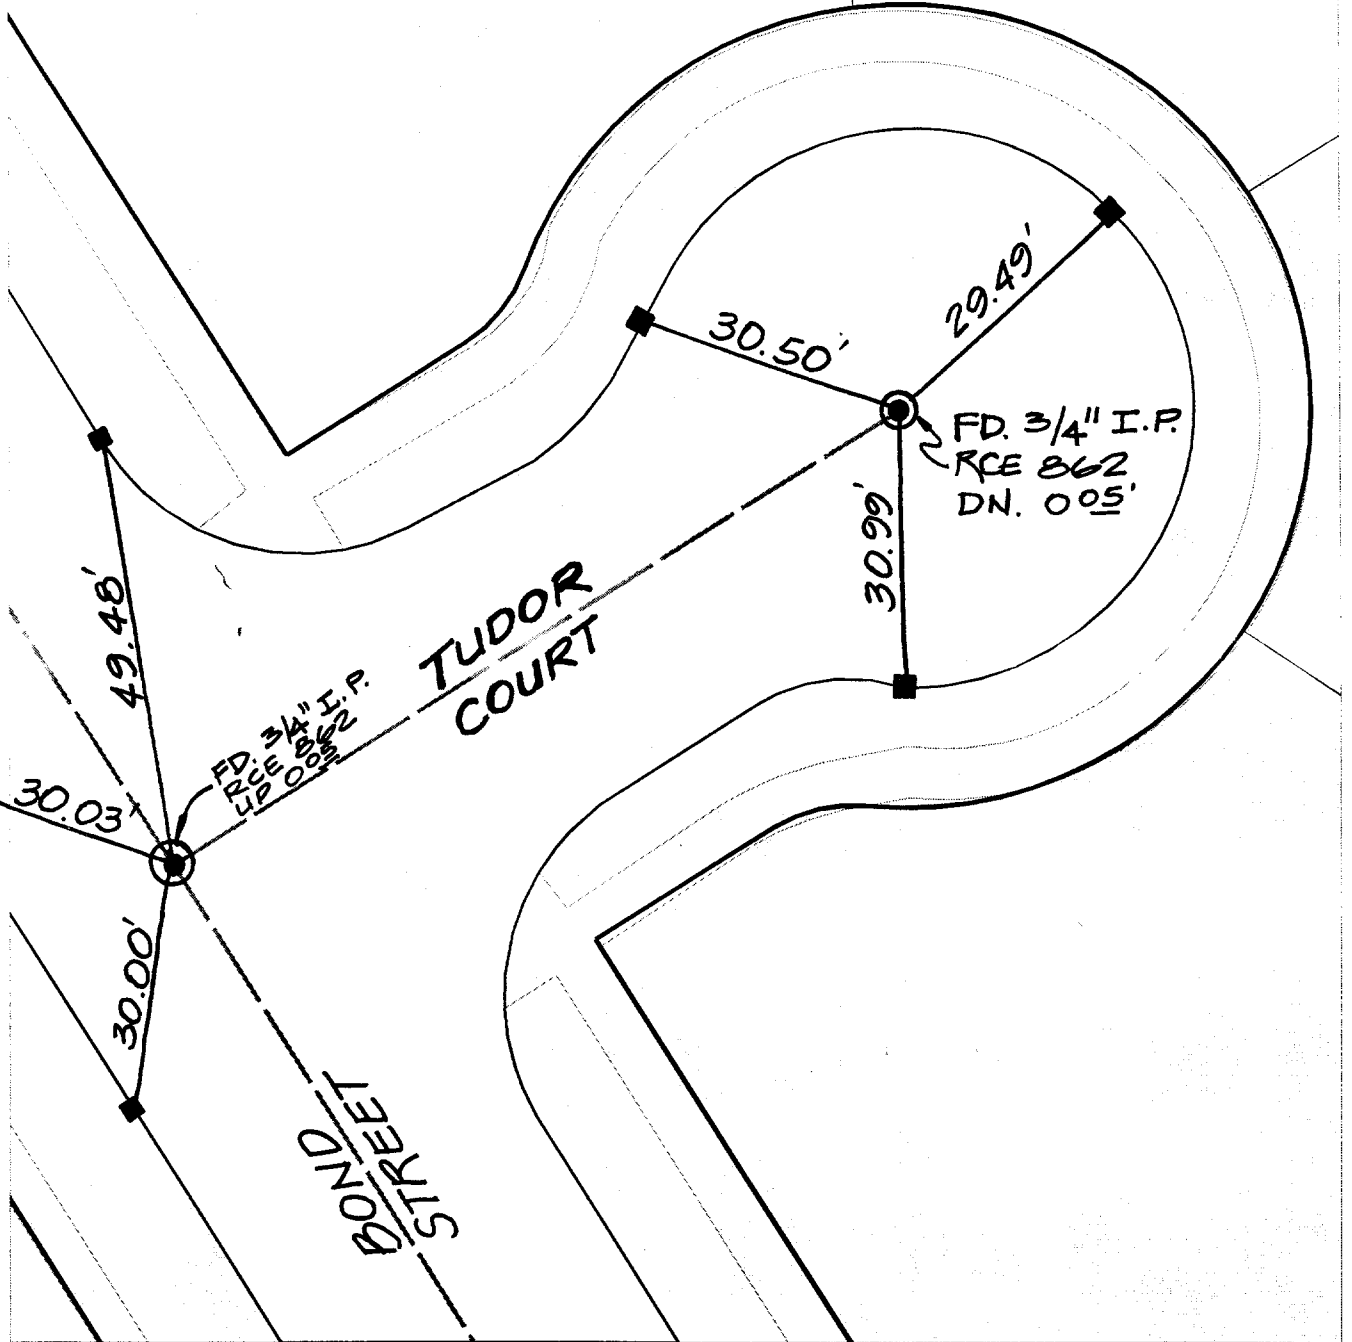 29.49'
30.50'
FD. 3/4" I.P.
RCE 862
DN. 0 05'
30.99'
TUDOR
COURT
49.48'
FD. 3/4" I.P.
RCE 862
UP 0 05
30.03'
30.00'
BOND
STREET